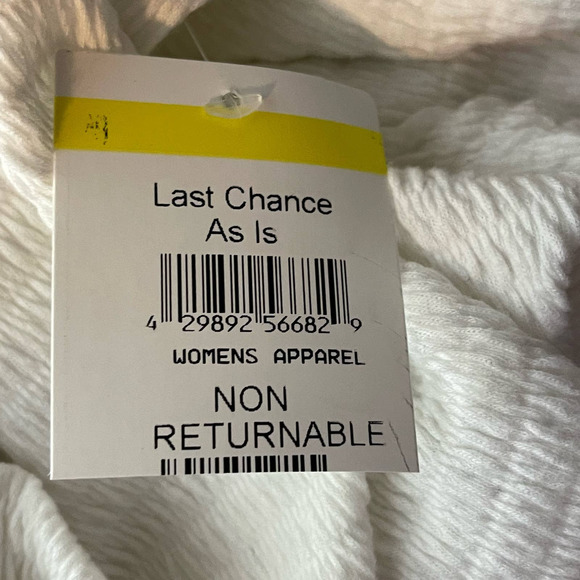 Last Chance
As Is
4 29892 56682 9
WOMENS APPAREL
NON
RETURNABLE